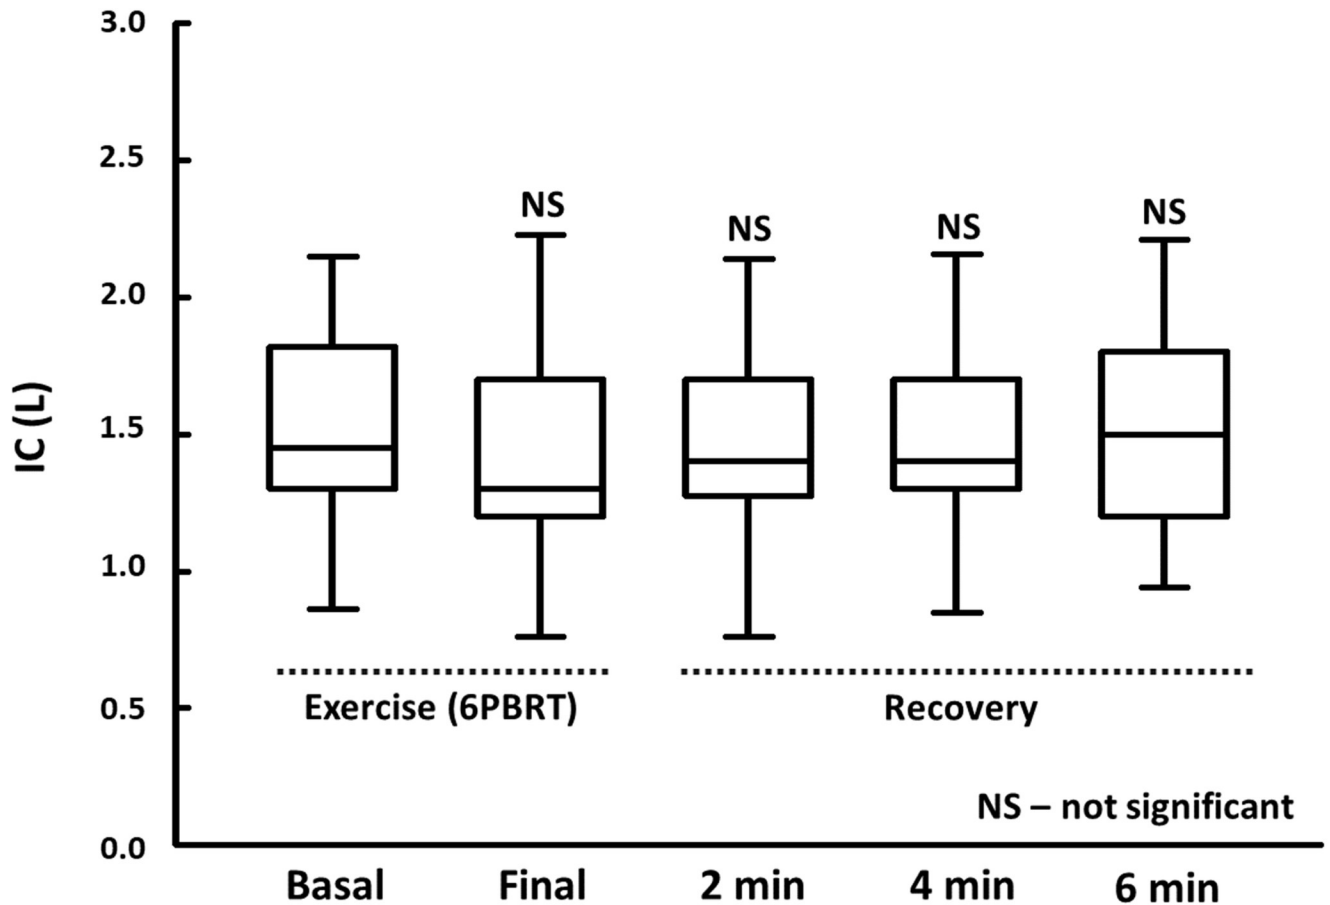 3.0
2.5
2.0
1.5
1.0
0.5
0.0
IC (L)
NS
NS
NS
NS
Exercise (6PBRT)
Recovery
NS – not significant
Basal
Final
2 min
4 min
6 min